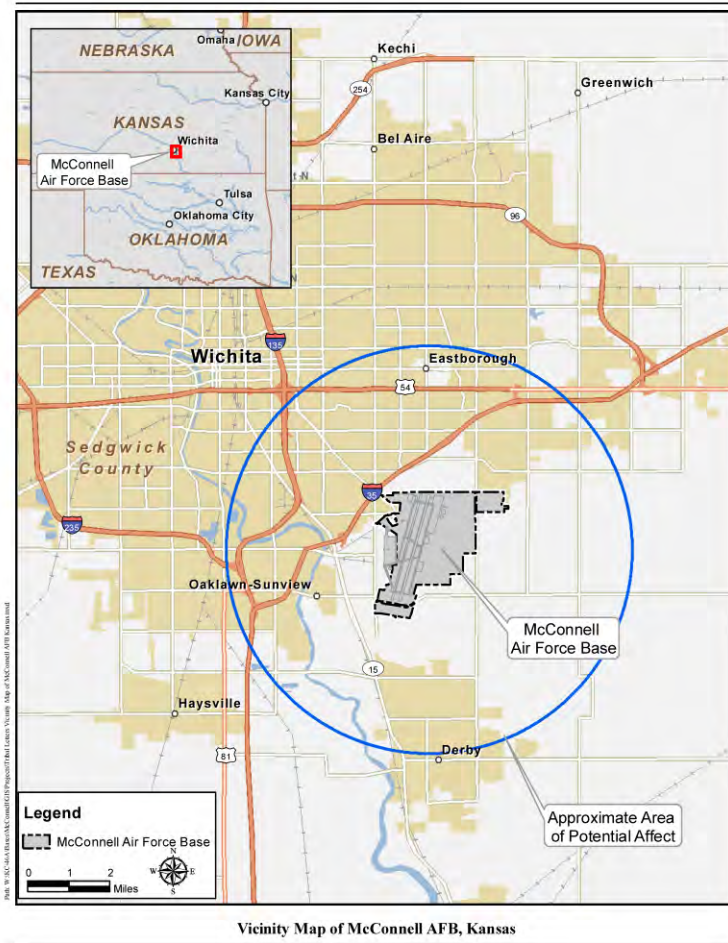 NEBRASKA
Omaha
IOWA
Kansas City
KANSAS
Wichita
McConnell
Air Force Base
Tulsa
Oklahoma City
OKLAHOMA
TEXAS
Kechi
Greenwich
254
Bel Aire
96
135
Wichita
Eastborough
54
Sedgwick
County
35
235
Oaklawn-Sunview
McConnell
Air Force Base
15
Haysville
81
Derby
Approximate Area
of Potential Affect
Legend
McConnell Air Force Base
0 1 2
Miles
N
W E
S
Vicinity Map of McConnell AFB, Kansas